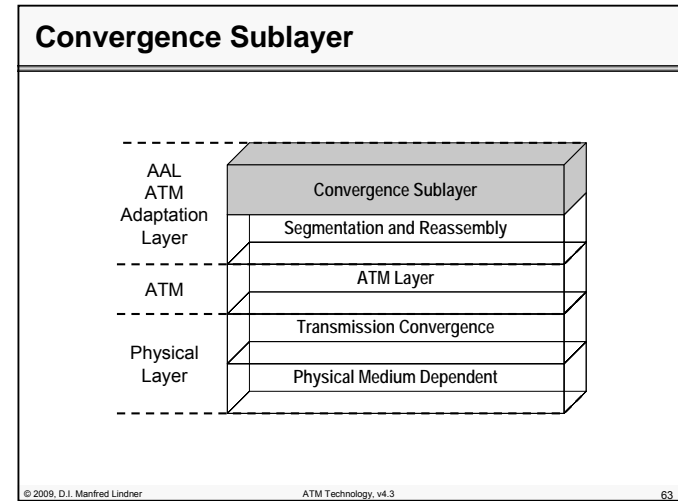 Convergence Sublayer
AAL
ATM
Adaptation
Layer
Convergence Sublayer
Segmentation and Reassembly
ATM
ATM Layer
Physical
Layer
Transmission Convergence
Physical Medium Dependent
© 2009, D.I. Manfred Lindner
ATM Technology, v4.3
63